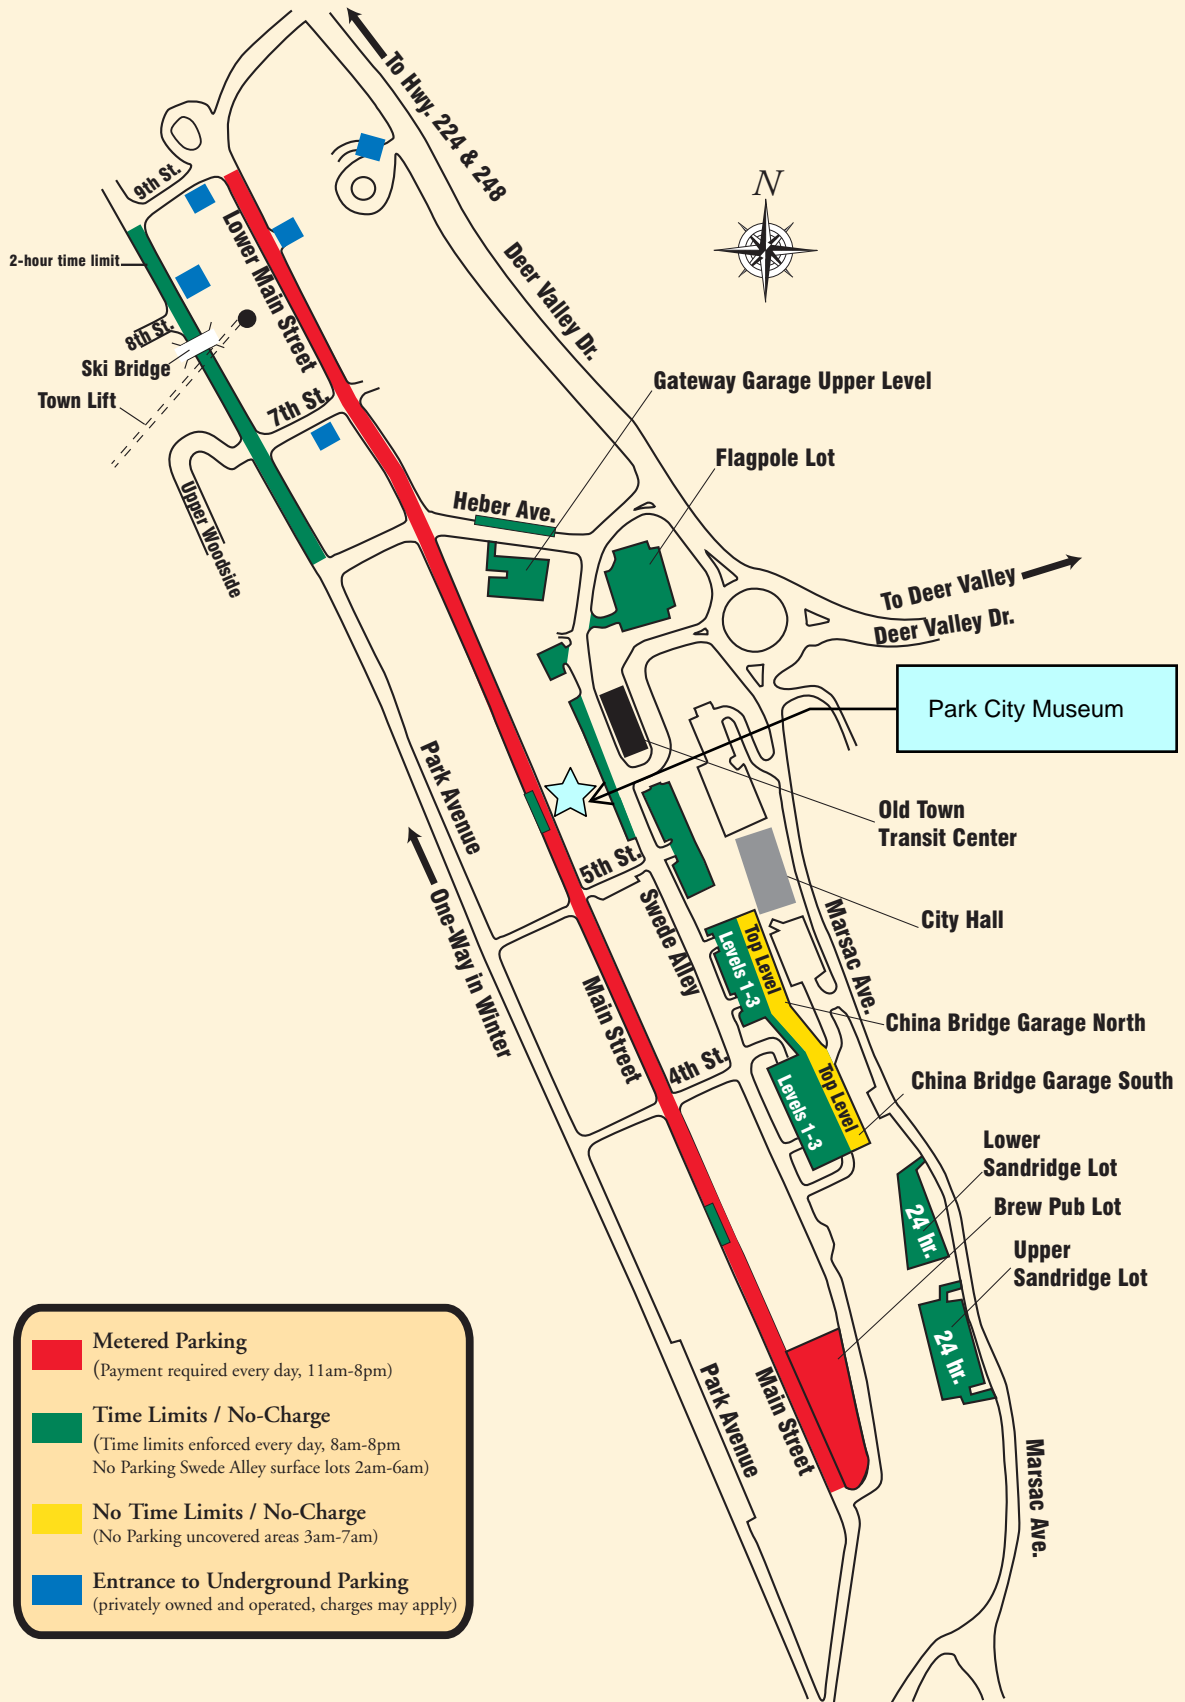 To Hwy. 224 & 248
N
9th St.
Lower Main Street
2-hour time limit
8th St.
Ski Bridge
Town Lift
7th St.
Upper Woodside
Deer Valley Dr.
Gateway Garage Upper Level
Flagpole Lot
Heber Ave.
To Deer Valley
Deer Valley Dr.
Park City Museum
Park Avenue
Old Town
Transit Center
5th St.
City Hall
One-Way in Winter
Swede Alley
Marsac Ave.
Top Level
Levels 1-3
Main Street
China Bridge Garage North
4th St.
Top Level
Levels 1-3
China Bridge Garage South
Lower
Sandridge Lot
24 hr.
Brew Pub Lot
Upper
Sandridge Lot
24 hr.
Park Avenue
Main Street
Marsac Ave.
Metered Parking
(Payment required every day, 11am-8pm)
Time Limits / No-Charge
(Time limits enforced every day, 8am-8pm
No Parking Swede Alley surface lots 2am-6am)
No Time Limits / No-Charge
(No Parking uncovered areas 3am-7am)
Entrance to Underground Parking
(privately owned and operated, charges may apply)